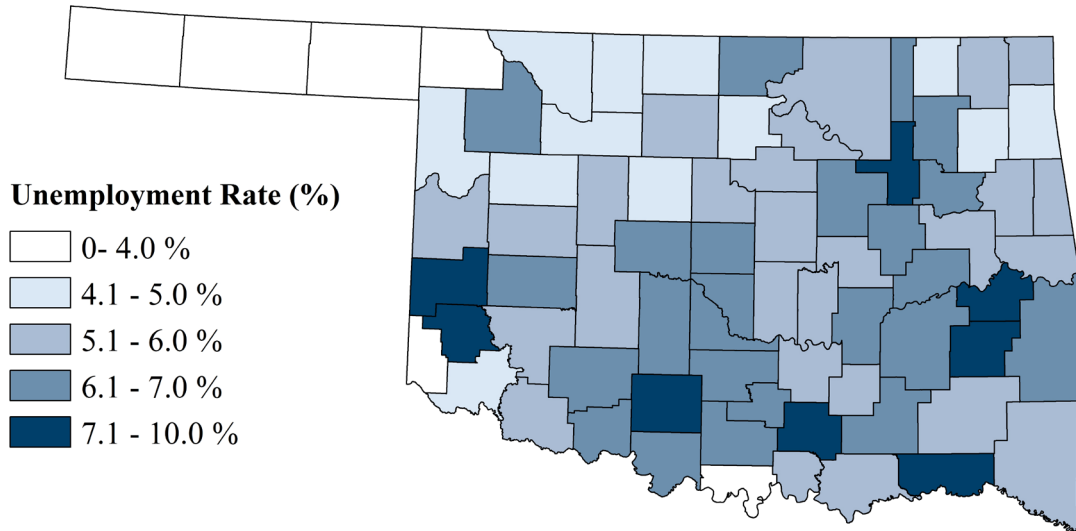 Unemployment Rate (%)
0- 4.0 %
4.1 - 5.0 %
5.1 - 6.0 %
6.1 - 7.0 %
7.1 - 10.0 %